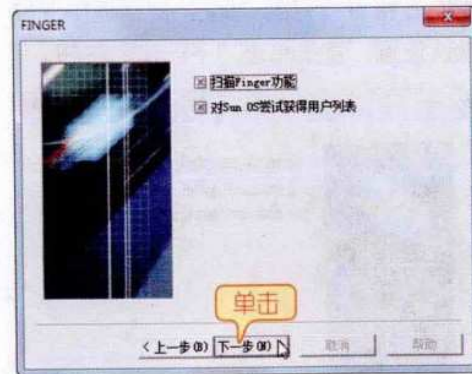 FINGER
扫描Finger功能
对Sun OS尝试获得用户列表
单击
< 上一步(B) 下一步(N) 取消 帮助